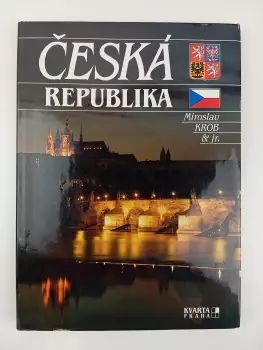 ČESKÁ
REPUBLIKA
Miroslav
KROB
& jr.
KVARTA
PRAHA